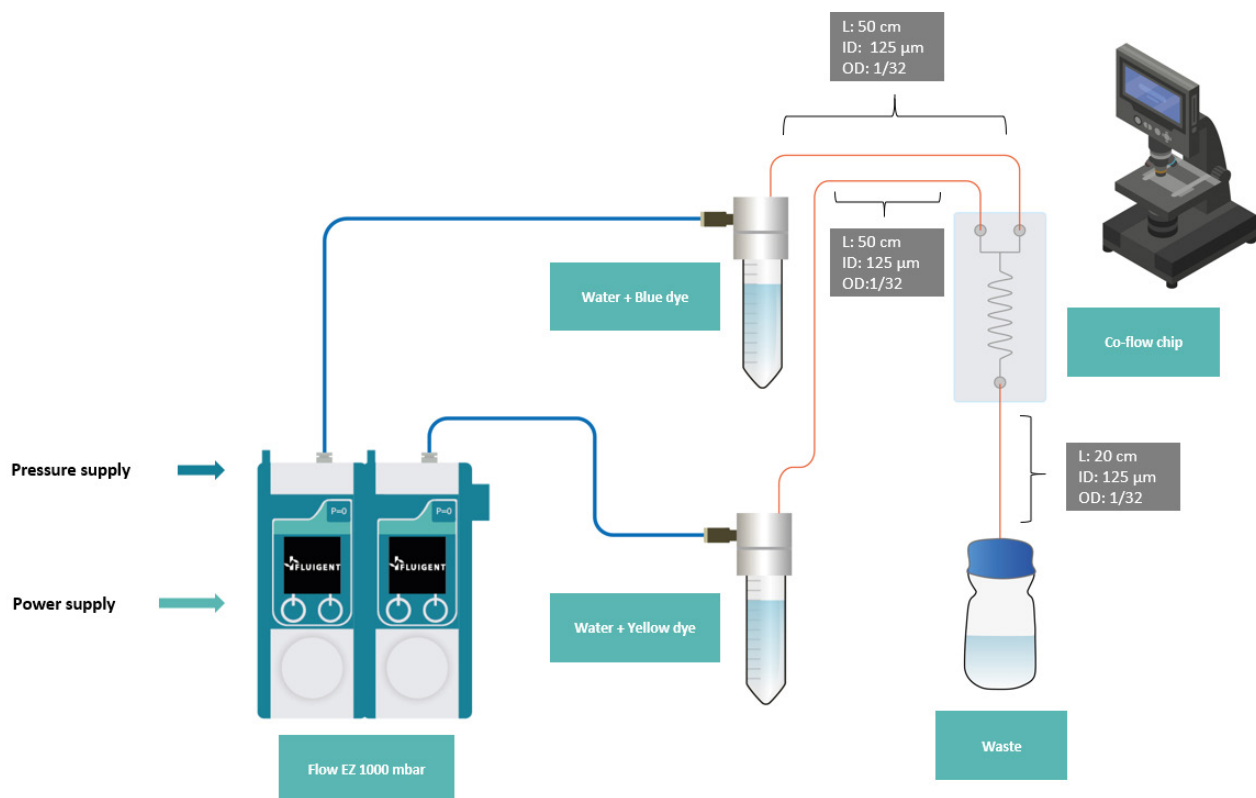 L: 50 cm
ID:  125 µm
OD: 1/32
L: 50 cm
ID: 125 µm
OD:1/32
Water + Blue dye
Co-flow chip
Pressure supply
P=0
P=0
FLUIGENT
FLUIGENT
L: 20 cm
ID: 125 µm
OD: 1/32
Power supply
Water + Yellow dye
Waste
Flow EZ 1000 mbar